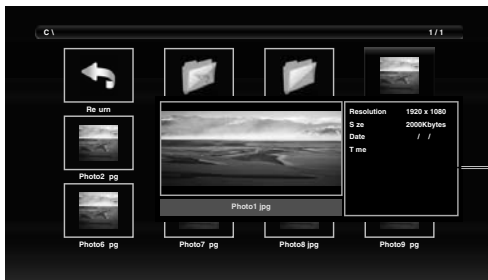 C \ 1 / 1
Re urn
Resolution 1920 x 1080
S ze 2000Kbytes
Date / /
T me
Photo2 pg
Photo1 jpg
Photo6 pg Photo7 pg Photo8 jpg Photo9 pg